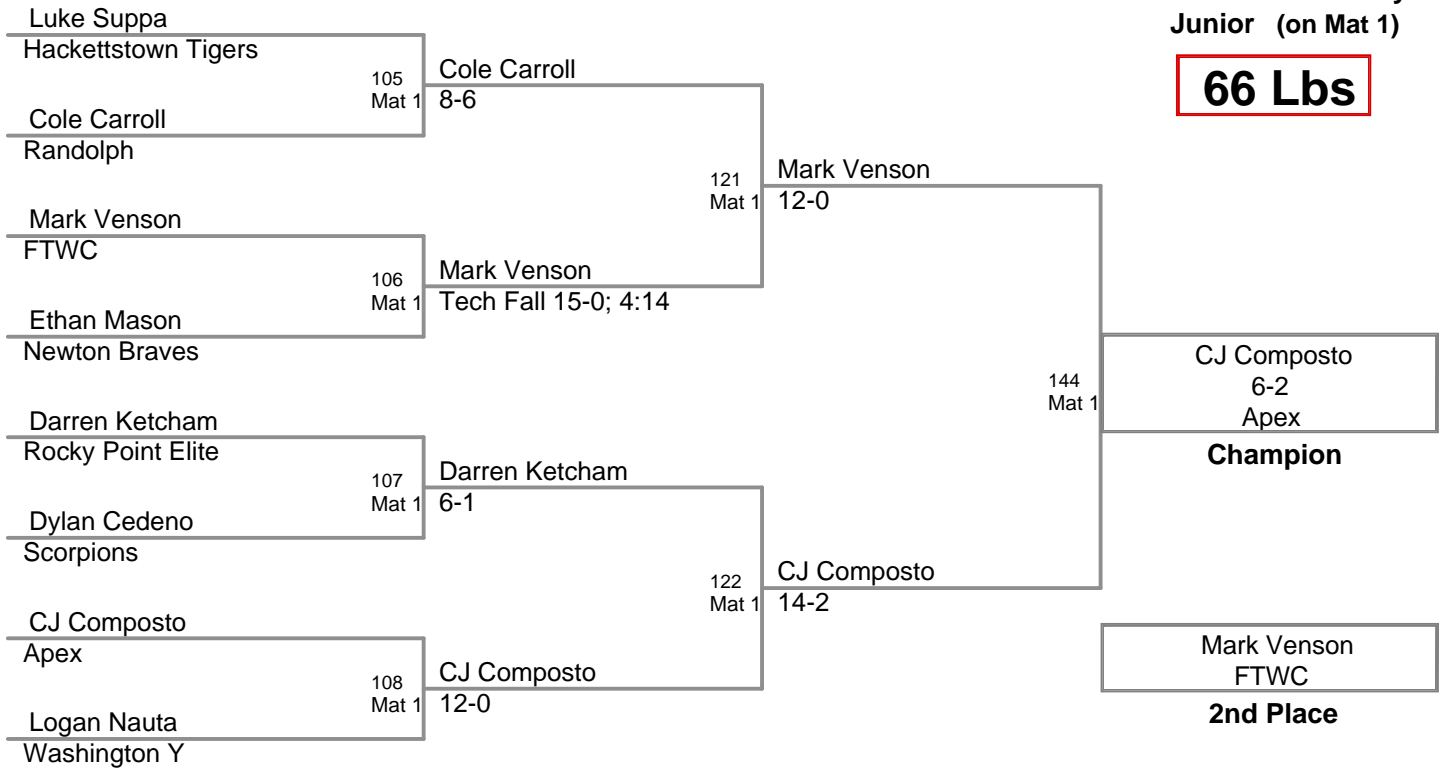 Junior (on Mat 1)
66 Lbs
Luke Suppa
Hackettstown Tigers
105
Mat 1
Cole Carroll
8-6
Cole Carroll
Randolph
121
Mat 1
Mark Venson
12-0
Mark Venson
FTWC
106
Mat 1
Mark Venson
Tech Fall 15-0; 4:14
Ethan Mason
Newton Braves
144
Mat 1
CJ Composto
6-2
Apex
Champion
Darren Ketcham
Rocky Point Elite
107
Mat 1
Darren Ketcham
6-1
Dylan Cedeno
Scorpions
122
Mat 1
CJ Composto
14-2
CJ Composto
Apex
108
Mat 1
CJ Composto
12-0
Logan Nauta
Washington Y
Mark Venson
FTWC
2nd Place